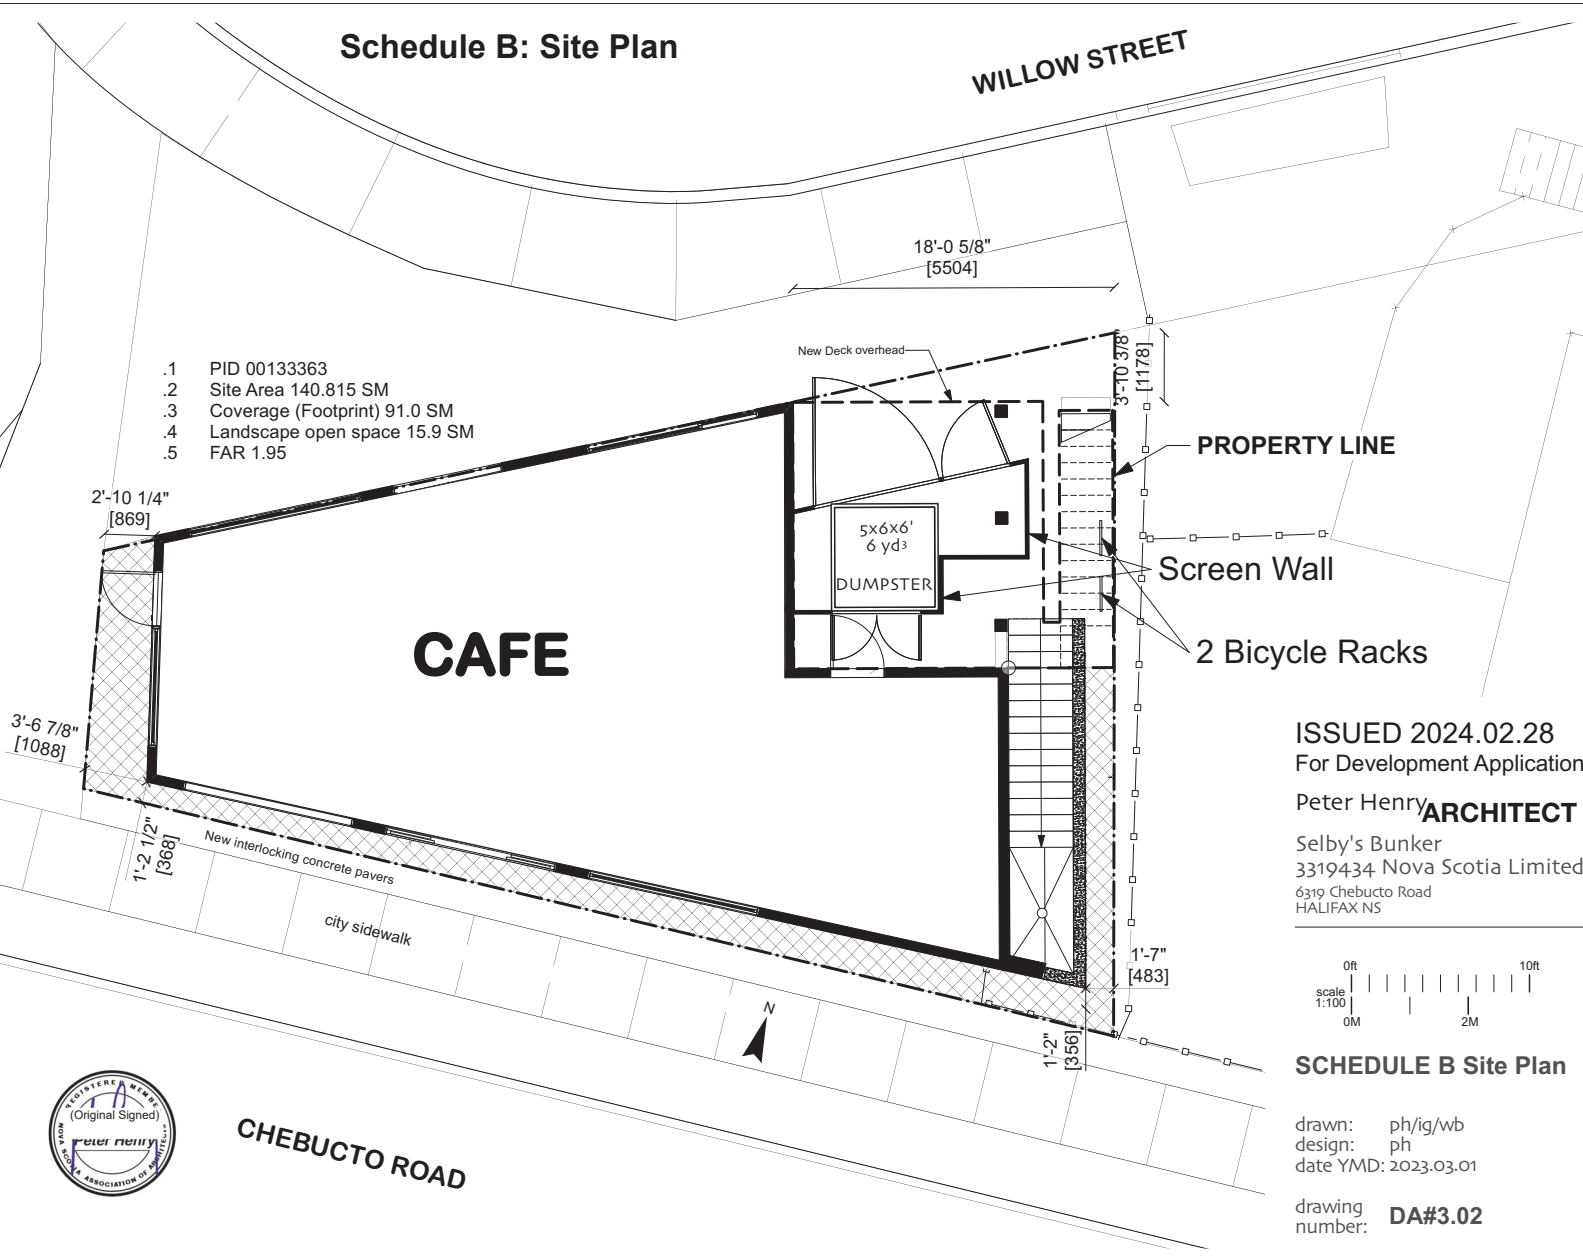 Schedule B: Site Plan
WILLOW STREET
18'-0 5/8"
[5504]
New Deck overhead
3'-10 3/8"
[1178]
.1 PID 00133363
.2 Site Area 140.815 SM
.3 Coverage (Footprint) 91.0 SM
.4 Landscape open space 15.9 SM
.5 FAR 1.95
PROPERTY LINE
2'-10 1/4"
[869]
5x6x6'
6 yd3
DUMPSTER
Screen Wall
CAFE
2 Bicycle Racks
3'-6 7/8"
[1088]
1'-2 1/2"
[368]
New interlocking concrete pavers
city sidewalk
1'-7"
[483]
1'-2"
[356]
N
CHEBUCTO ROAD
REGISTERED MEMBE
(Original Signed)
Peter Henry
NOVA SCOTIA ASSOCIATION OF ARCHITECTS
ISSUED 2024.02.28
For Development Application
Peter Henry ARCHITECT
Selby's Bunker
3319434 Nova Scotia Limited
6319 Chebucto Road
HALIFAX NS
0ft 10ft
scale
1:100
0M 2M
SCHEDULE B Site Plan
drawn: ph/ig/wb
design: ph
date YMD: 2023.03.01
drawing
number: DA#3.02